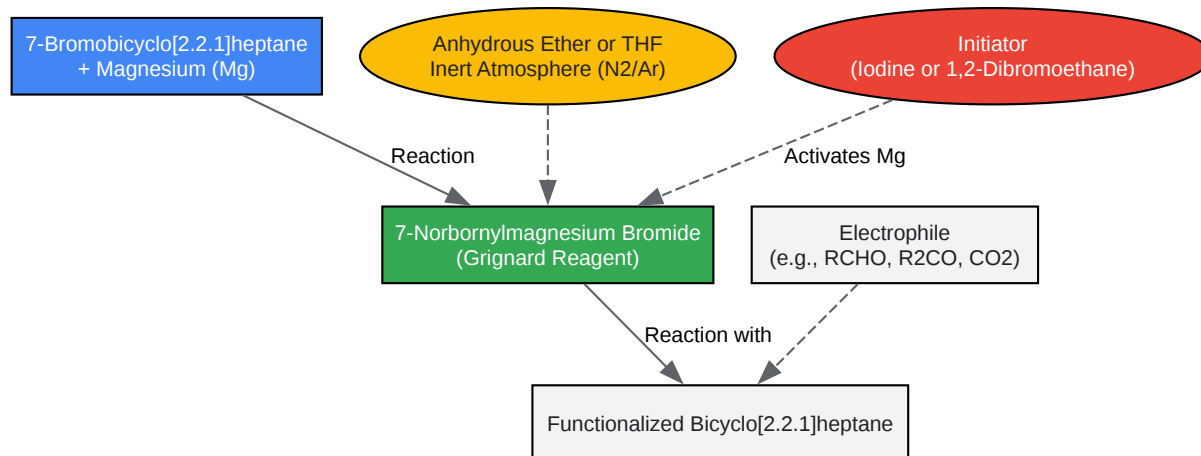 7-Bromobicyclo[2.2.1]heptane
+ Magnesium (Mg)
Anhydrous Ether or THF
Inert Atmosphere (N2/Ar)
Initiator
(Iodine or 1,2-Dibromoethane)
Reaction
Activates Mg
7-Norbornylmagnesium Bromide
(Grignard Reagent)
Electrophile
(e.g., RCHO, R2CO, CO2)
Reaction with
Functionalized Bicyclo[2.2.1]heptane